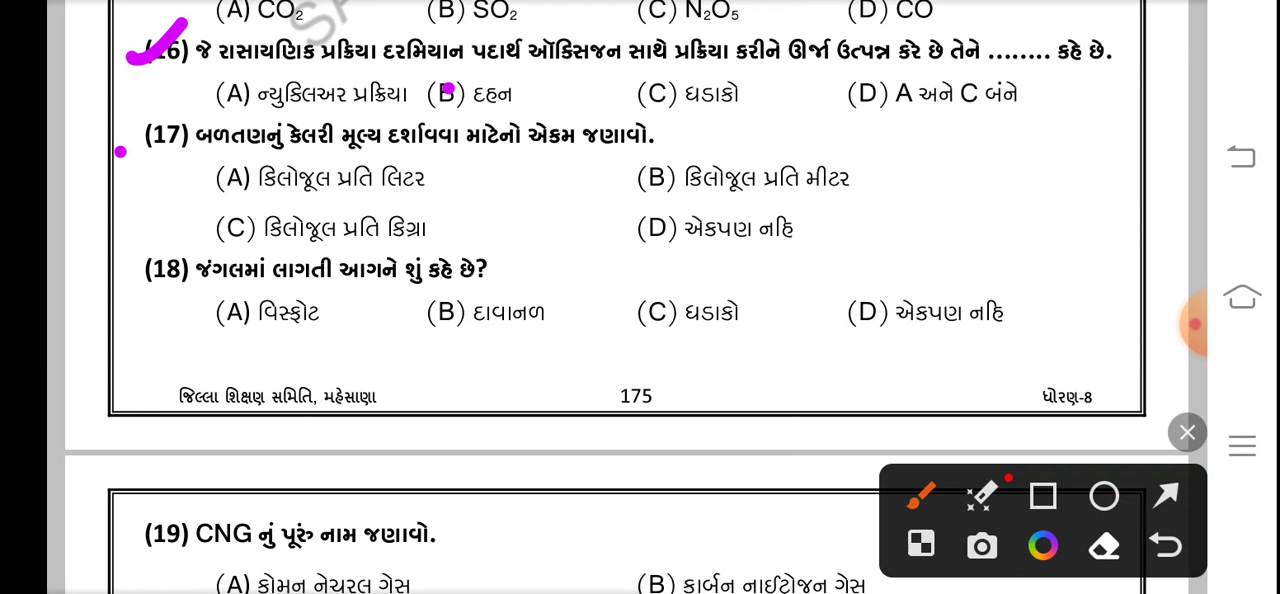 (A) CO₂ (B) SO₂ (C) N₂O₅ (D) CO
(16) જે રાસાયણિક પ્રક્રિયા દરમિયાન પદાર્થ ઑક્સિજન સાથે પ્રક્રિયા કરીને ઊર્જા ઉત્પન્ન કરે છે તેને ........ કહે છે.
(A) ન્યુક્લિઅર પ્રક્રિયા (B) દહન (C) ધડાકો (D) A અને C બંને
(17) બળતણનું કેલરી મૂલ્ય દર્શાવવા માટેનો એકમ જણાવો.
(A) કિલોજૂલ પ્રતિ લિટર (B) કિલોજૂલ પ્રતિ મીટર
(C) કિલોજૂલ પ્રતિ કિગ્રા (D) એકપણ નહિ
(18) જંગલમાં લાગતી આગને શું કહે છે?
(A) વિસ્ફોટ (B) દાવાનળ (C) ધડાકો (D) એકપણ નહિ
જિલ્લા શિક્ષણ સમિતિ, મહેસાણા 175 ધોરણ-8
(19) CNG નું પૂરું નામ જણાવો.
(A) કોમન નેચરલ ગેસ (B) કાર્બન નાઈટ્રોજન ગેસ